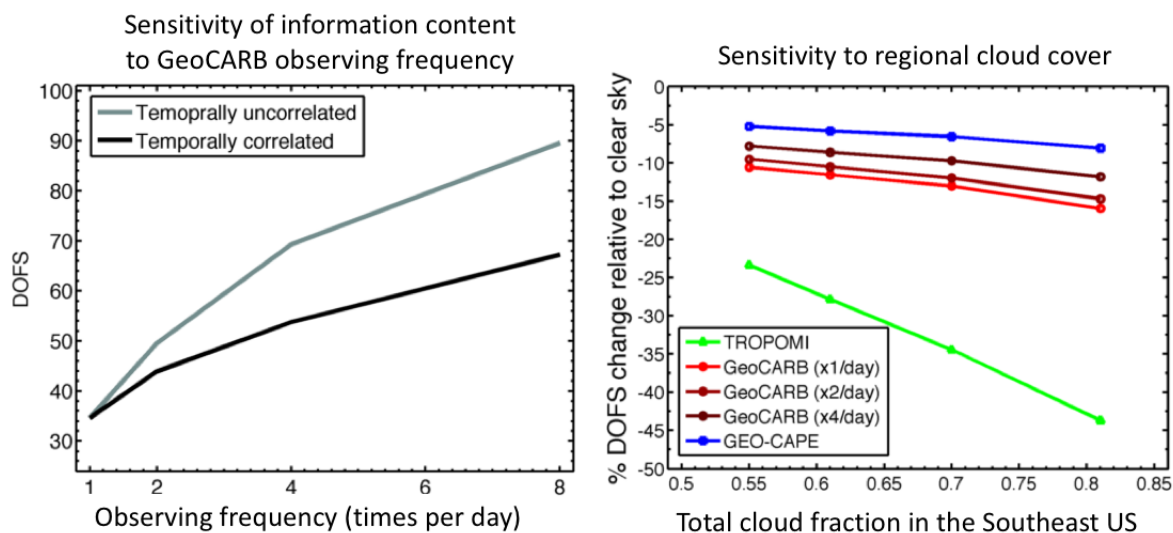 Sensitivity of information content
to GeoCARB observing frequency
100
90
80
70
60
50
40
30
DOFS
Temoprally uncorrelated
Temporally correlated
1
2
4
6
8
Observing frequency (times per day)
Sensitivity to regional cloud cover
0
-5
-10
-15
-20
-25
-30
-35
-40
-45
-50
% DOFS change relative to clear sky
TROPOMI
GeoCARB (x1/day)
GeoCARB (x2/day)
GeoCARB (x4/day)
GEO-CAPE
0.5
0.55
0.6
0.65
0.7
0.75
0.8
0.85
Total cloud fraction in the Southeast US